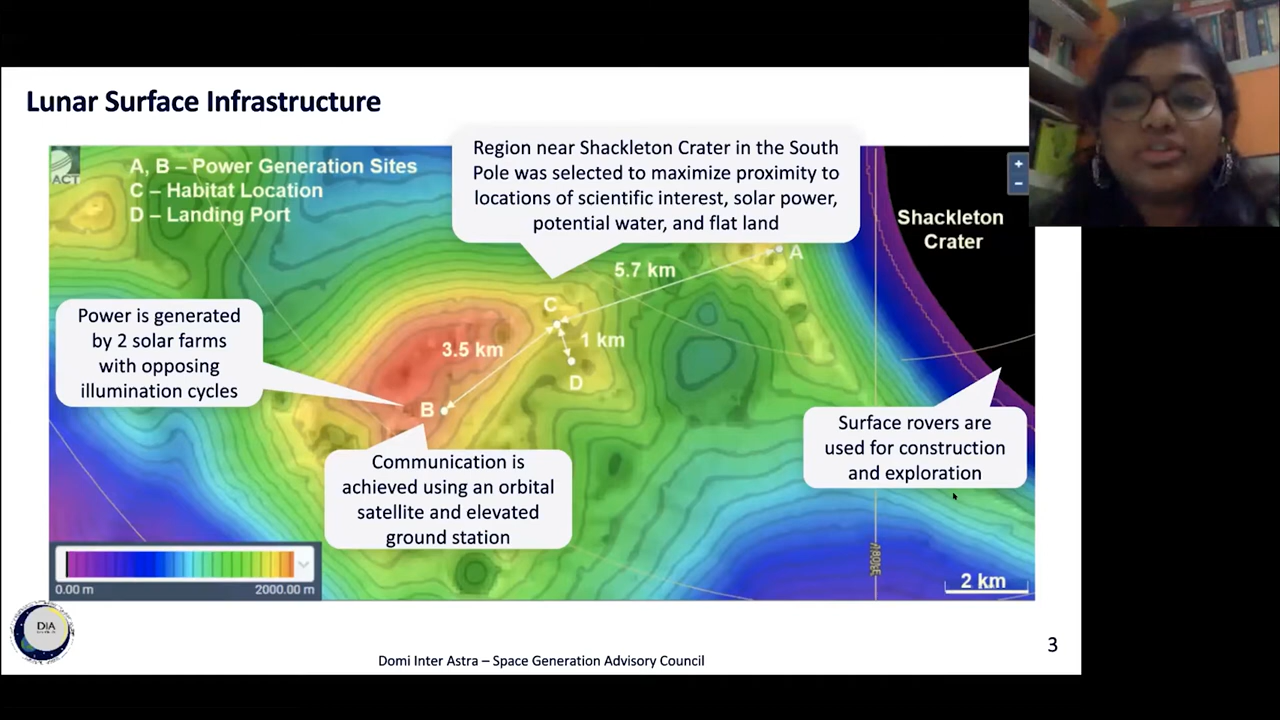 Lunar Surface Infrastructure
ACT
A, B – Power Generation Sites
C – Habitat Location
D – Landing Port
Region near Shackleton Crater in the South
Pole was selected to maximize proximity to
locations of scientific interest, solar power,
potential water, and flat land
+
−
Shackleton
Crater
A
5.7 km
C
1 km
3.5 km
D
B
Power is generated
by 2 solar farms
with opposing
illumination cycles
Communication is
achieved using an orbital
satellite and elevated
ground station
Surface rovers are
used for construction
and exploration
0.00 m
2000.00 m
2 km
DIA
3
Domi Inter Astra – Space Generation Advisory Council